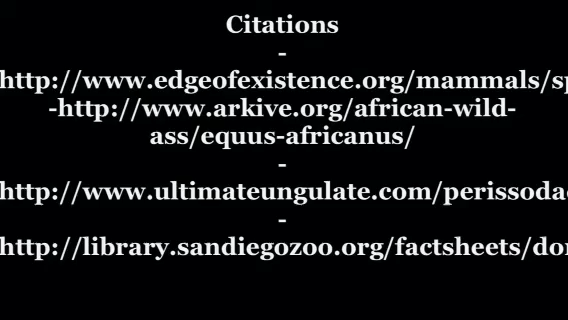 Citations
-
http://www.edgeofexistence.org/mammals/sp
-http://www.arkive.org/african-wild-
ass/equus-africanus/
-
http://www.ultimateungulate.com/perissoda
-
http://library.sandiegozoo.org/factsheets/do